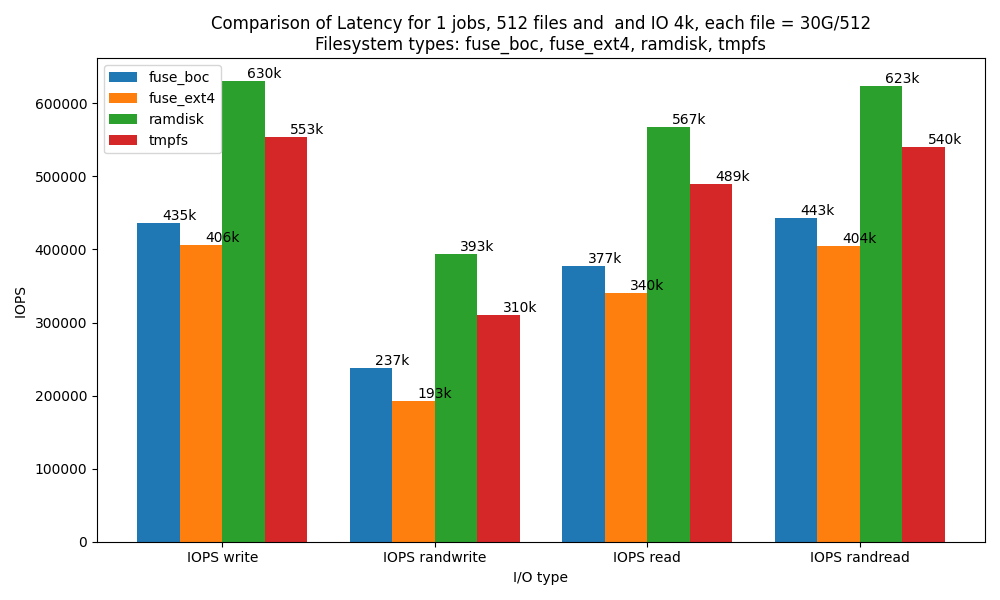 Comparison of Latency for 1 jobs, 512 files and  and IO 4k, each file = 30G/512
Filesystem types: fuse_boc, fuse_ext4, ramdisk, tmpfs
fuse_boc
fuse_ext4
ramdisk
tmpfs
435k
406k
630k
553k
237k
193k
393k
310k
377k
340k
567k
489k
443k
404k
623k
540k
IOPS
600000
500000
400000
300000
200000
100000
0
IOPS write
IOPS randwrite
IOPS read
IOPS randread
I/O type